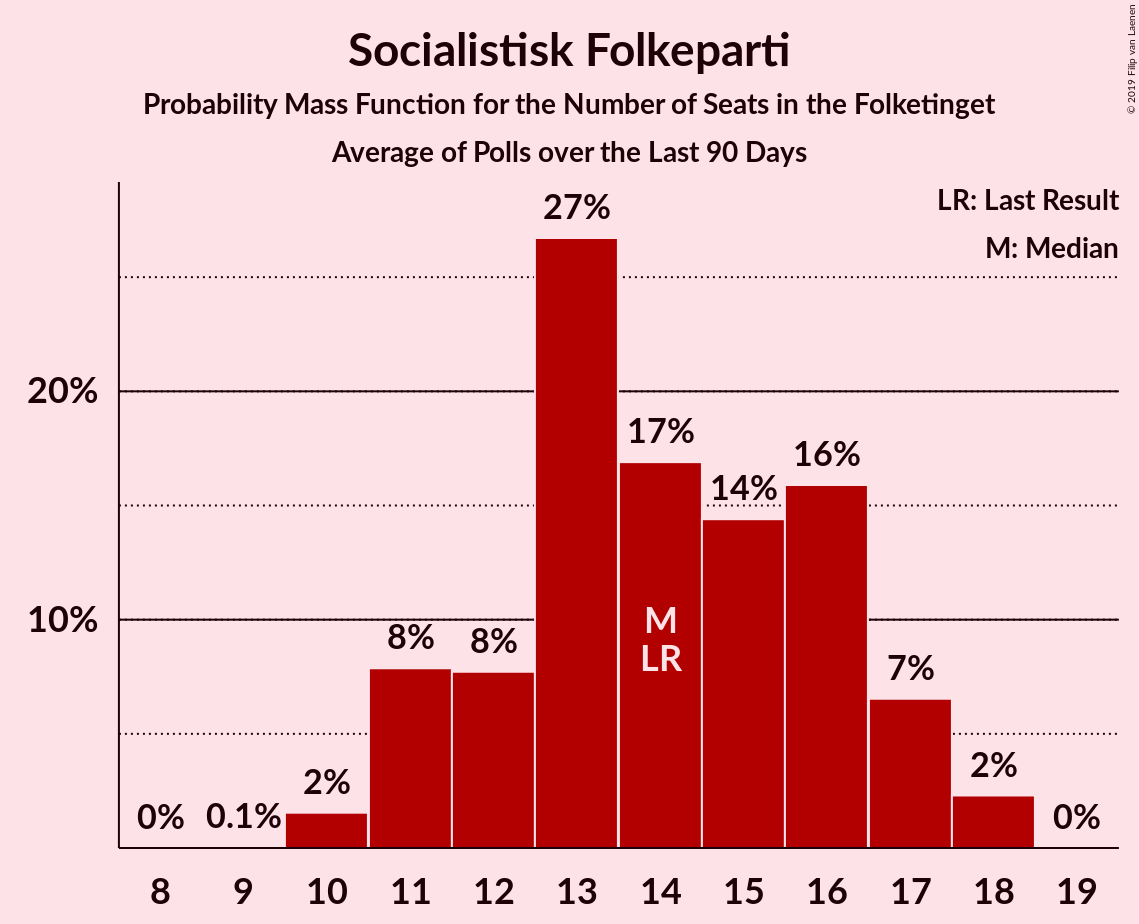 Socialistisk Folkeparti
Probability Mass Function for the Number of Seats in the Folketinget
Average of Polls over the Last 90 Days
© 2019 Filip van Laenen
LR: Last Result
M: Median
27%
20%
17%
16%
14%
10%
8%
8%
M
LR
7%
2%
2%
0%
0.1%
0%
8 9 10 11 12 13 14 15 16 17 18 19